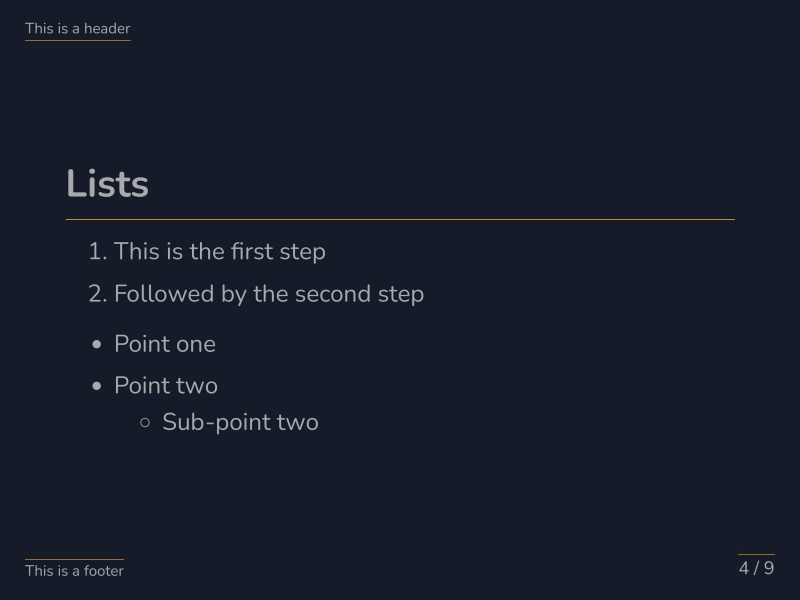 This is a header
Lists
1. This is the first step
2. Followed by the second step
• Point one
• Point two
○ Sub-point two
This is a footer
4 / 9